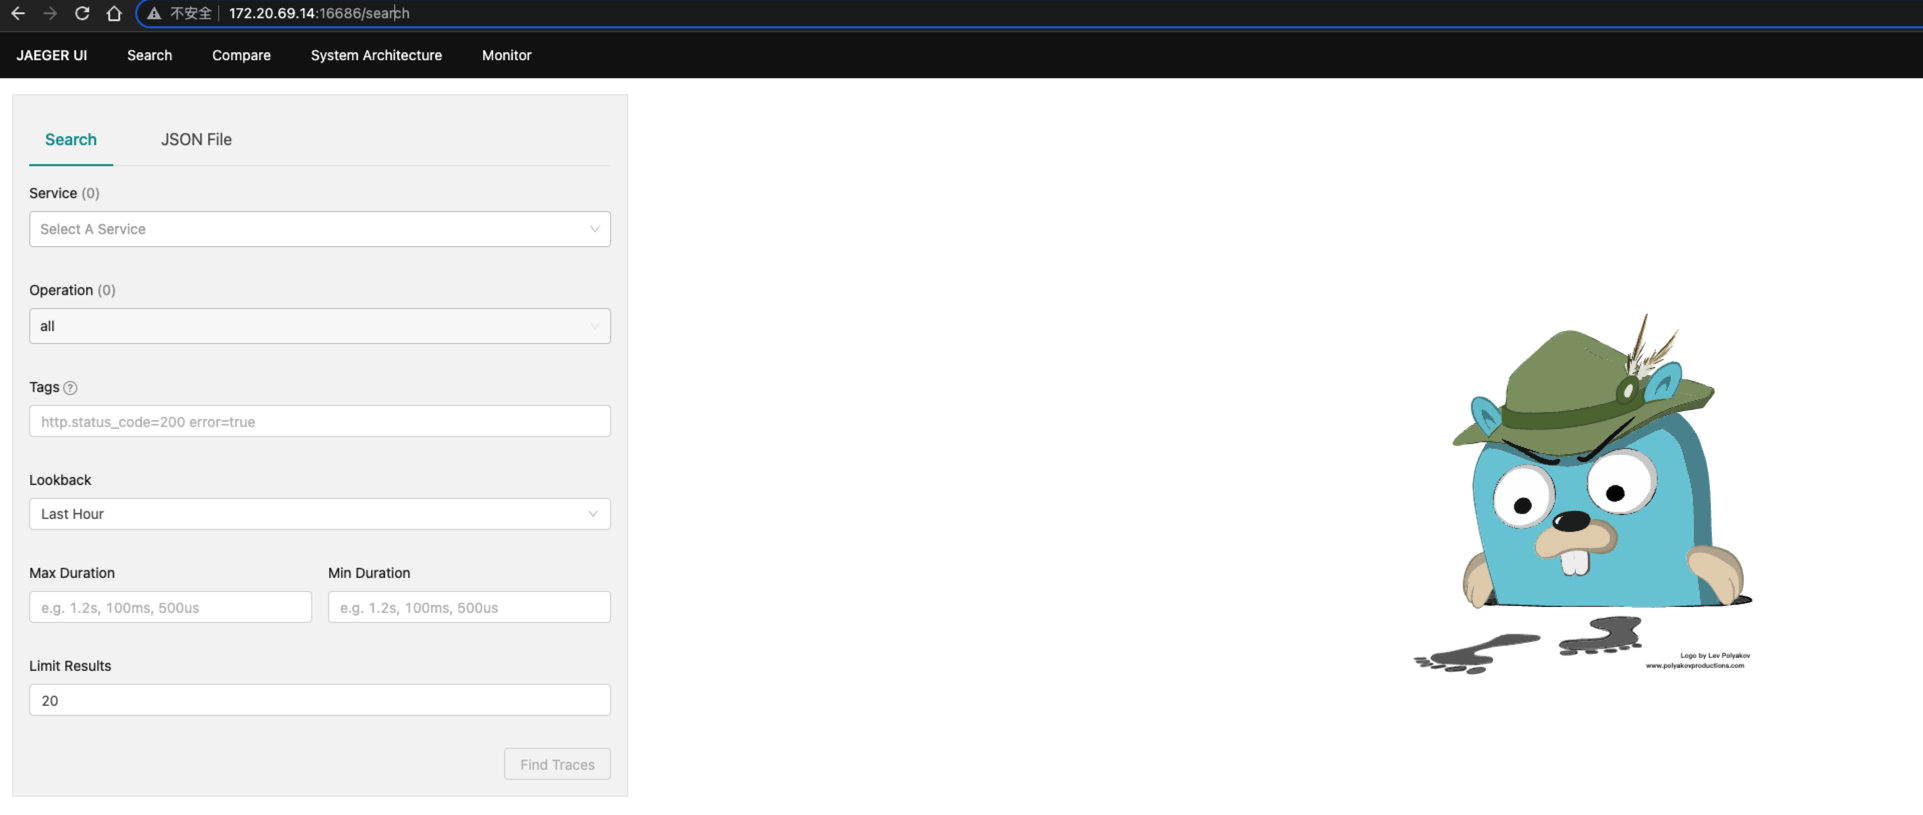 不安全 172.20.69.14:16686/search
JAEGER UI Search Compare System Architecture Monitor
Search JSON File
Service (0)
Select A Service
Operation (0)
all
Tags ?
http.status_code=200 error=true
Lookback
Last Hour
Max Duration Min Duration
e.g. 1.2s, 100ms, 500us e.g. 1.2s, 100ms, 500us
Limit Results
20
Find Traces
Logo by Lev Polyakov
www.polyakovproductions.com